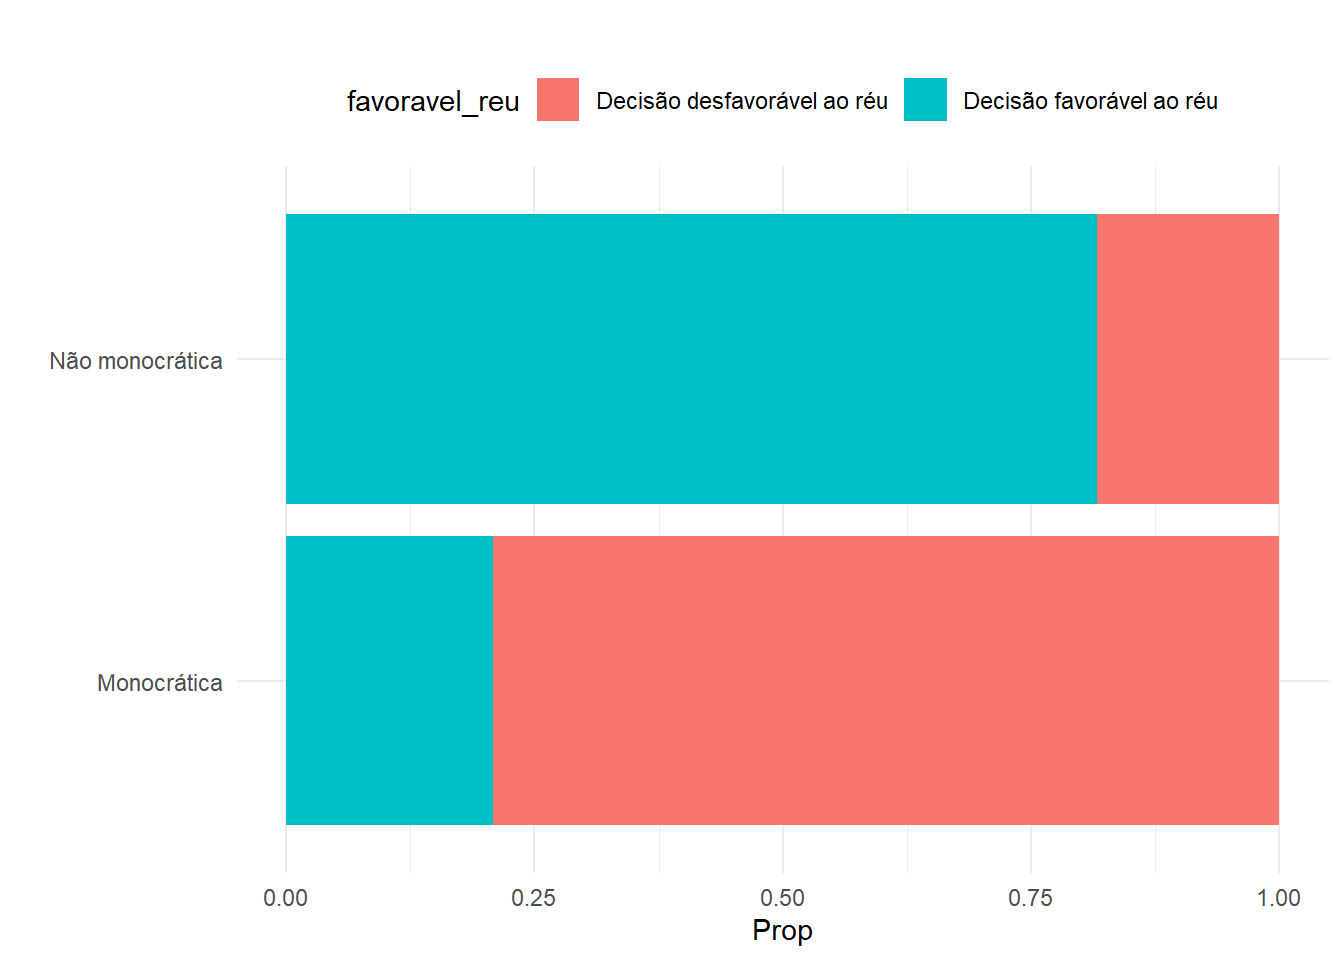 favoravel_reu Decisão desfavorável ao réu Decisão favorável ao réu
Não monocrática
Monocrática
0.00 0.25 0.50 0.75 1.00
Prop